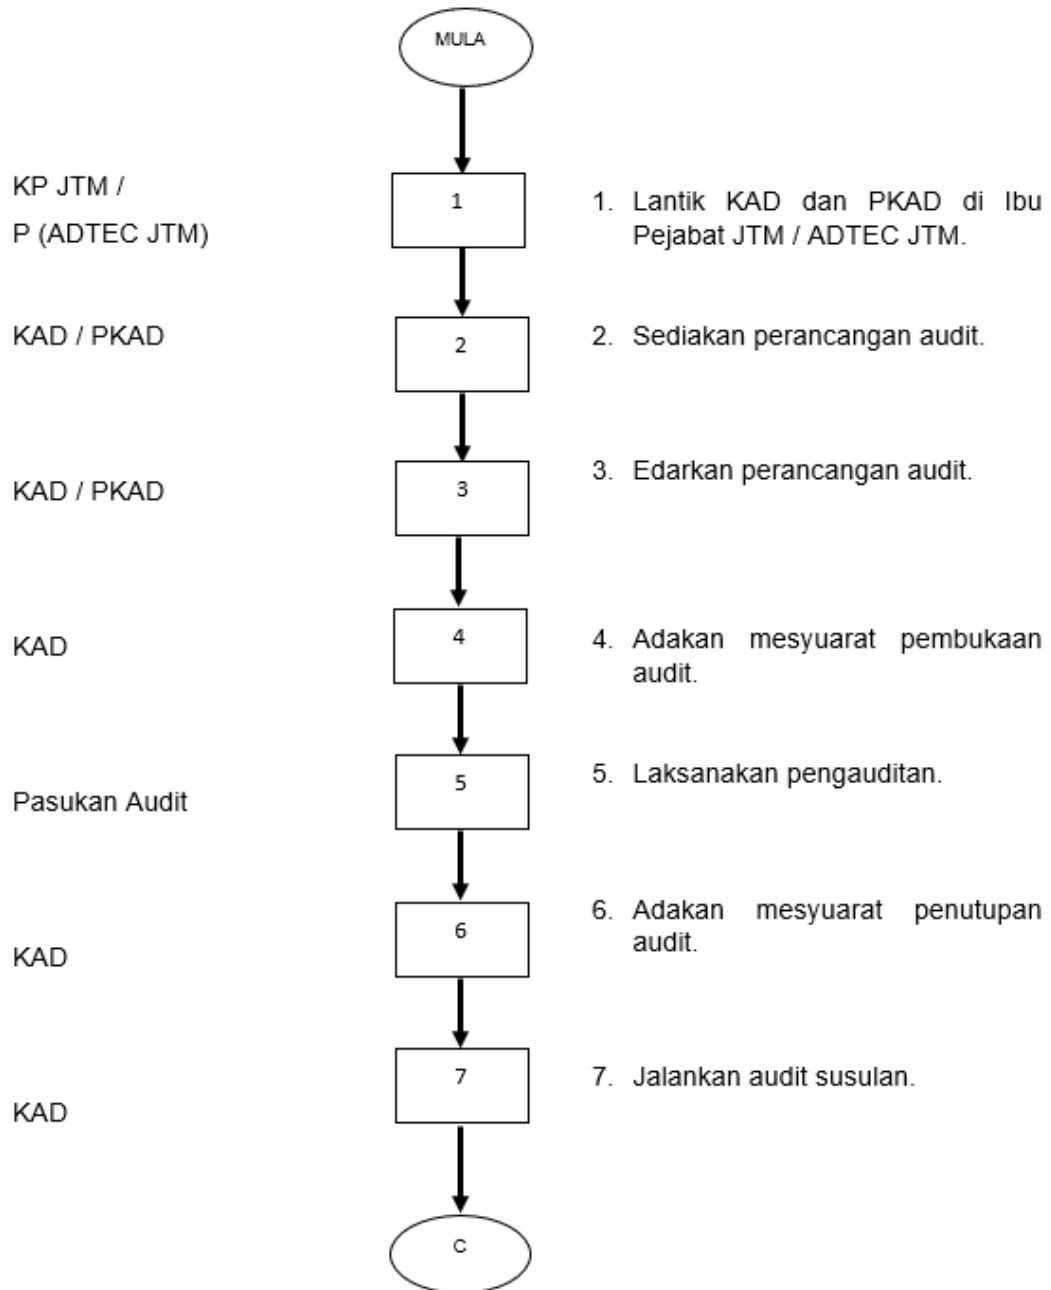 MULA
KP JTM /
P (ADTEC JTM)
1
1. Lantik KAD dan PKAD di Ibu
Pejabat JTM / ADTEC JTM.
KAD / PKAD
2
2. Sediakan perancangan audit.
KAD / PKAD
3
3. Edarkan perancangan audit.
KAD
4
4. Adakan mesyuarat pembukaan
audit.
Pasukan Audit
5
5. Laksanakan pengauditan.
KAD
6
6. Adakan mesyuarat penutupan
audit.
KAD
7
7. Jalankan audit susulan.
C